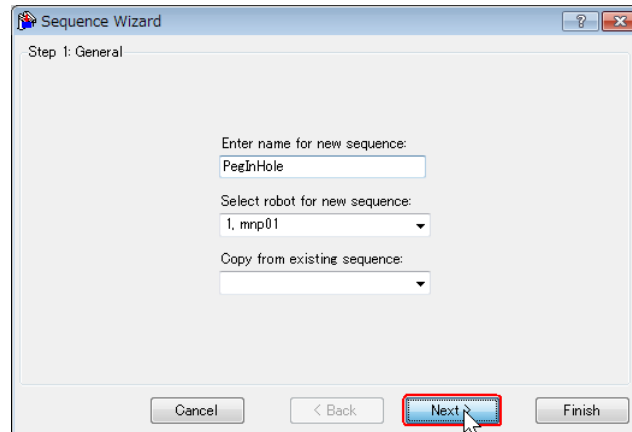 Sequence Wizard
Step 1: General
Enter name for new sequence:
PegInHole
Select robot for new sequence:
1, mnp01
Copy from existing sequence:
Cancel
< Back
Next >
Finish